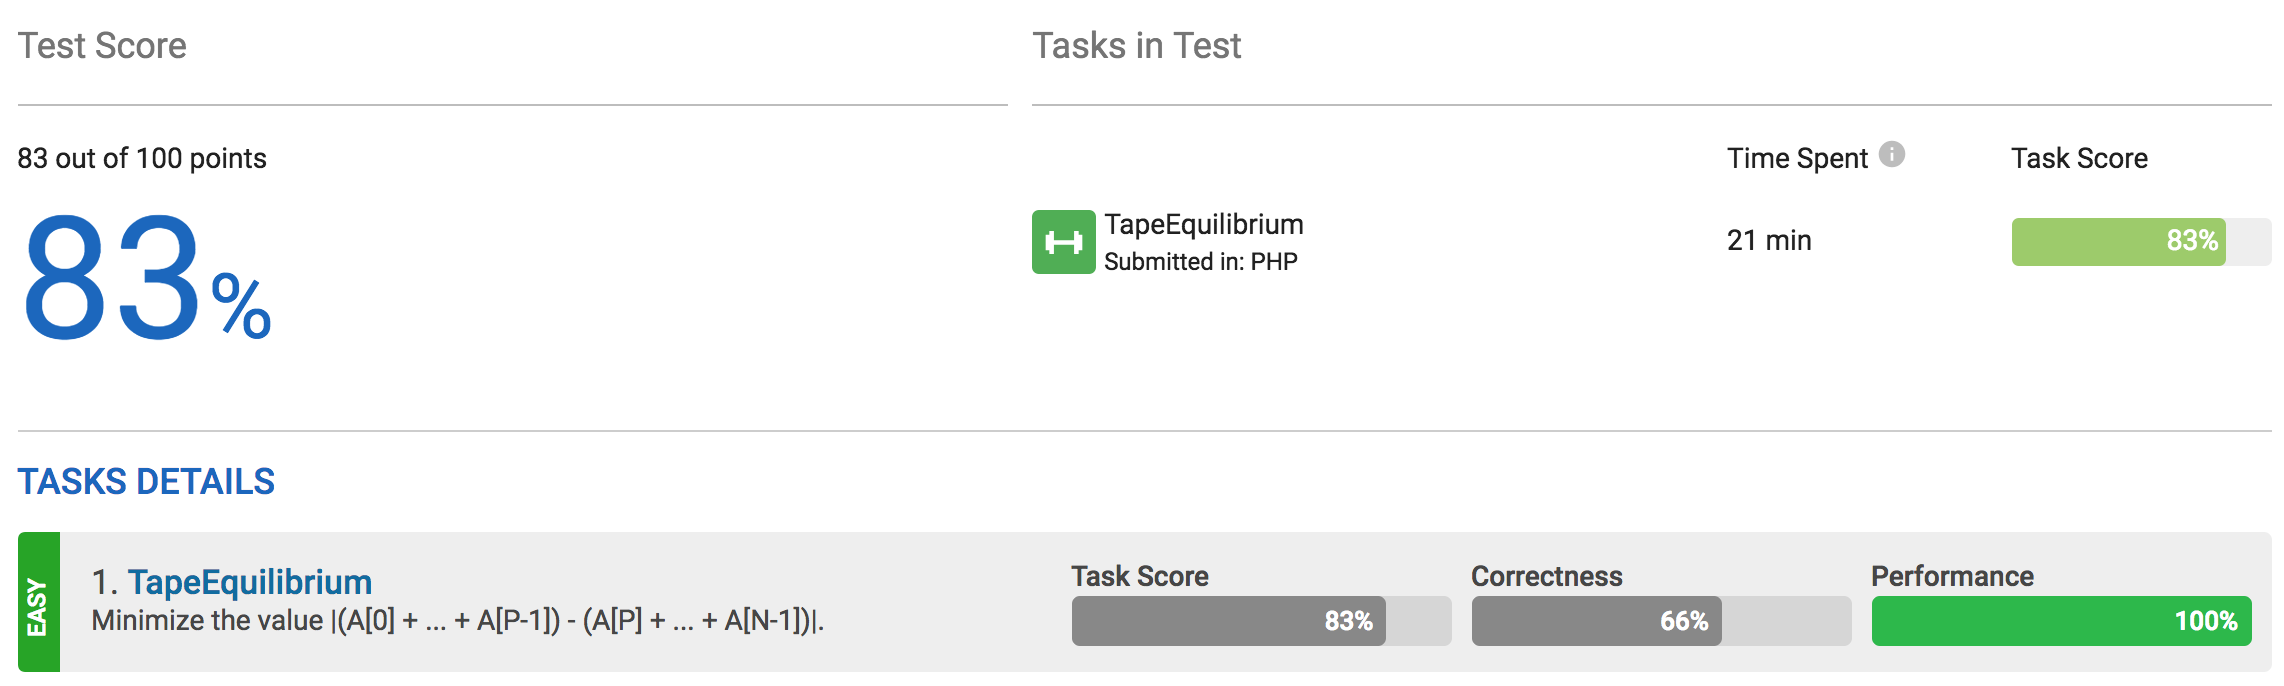 Test Score
Tasks in Test
83 out of 100 points
Time Spent
Task Score
83%
TapeEquilibrium
Submitted in: PHP
21 min
83%
TASKS DETAILS
EASY
1. TapeEquilibrium
Minimize the value |(A[0] + ... + A[P-1]) - (A[P] + ... + A[N-1])|.
Task Score
83%
Correctness
66%
Performance
100%